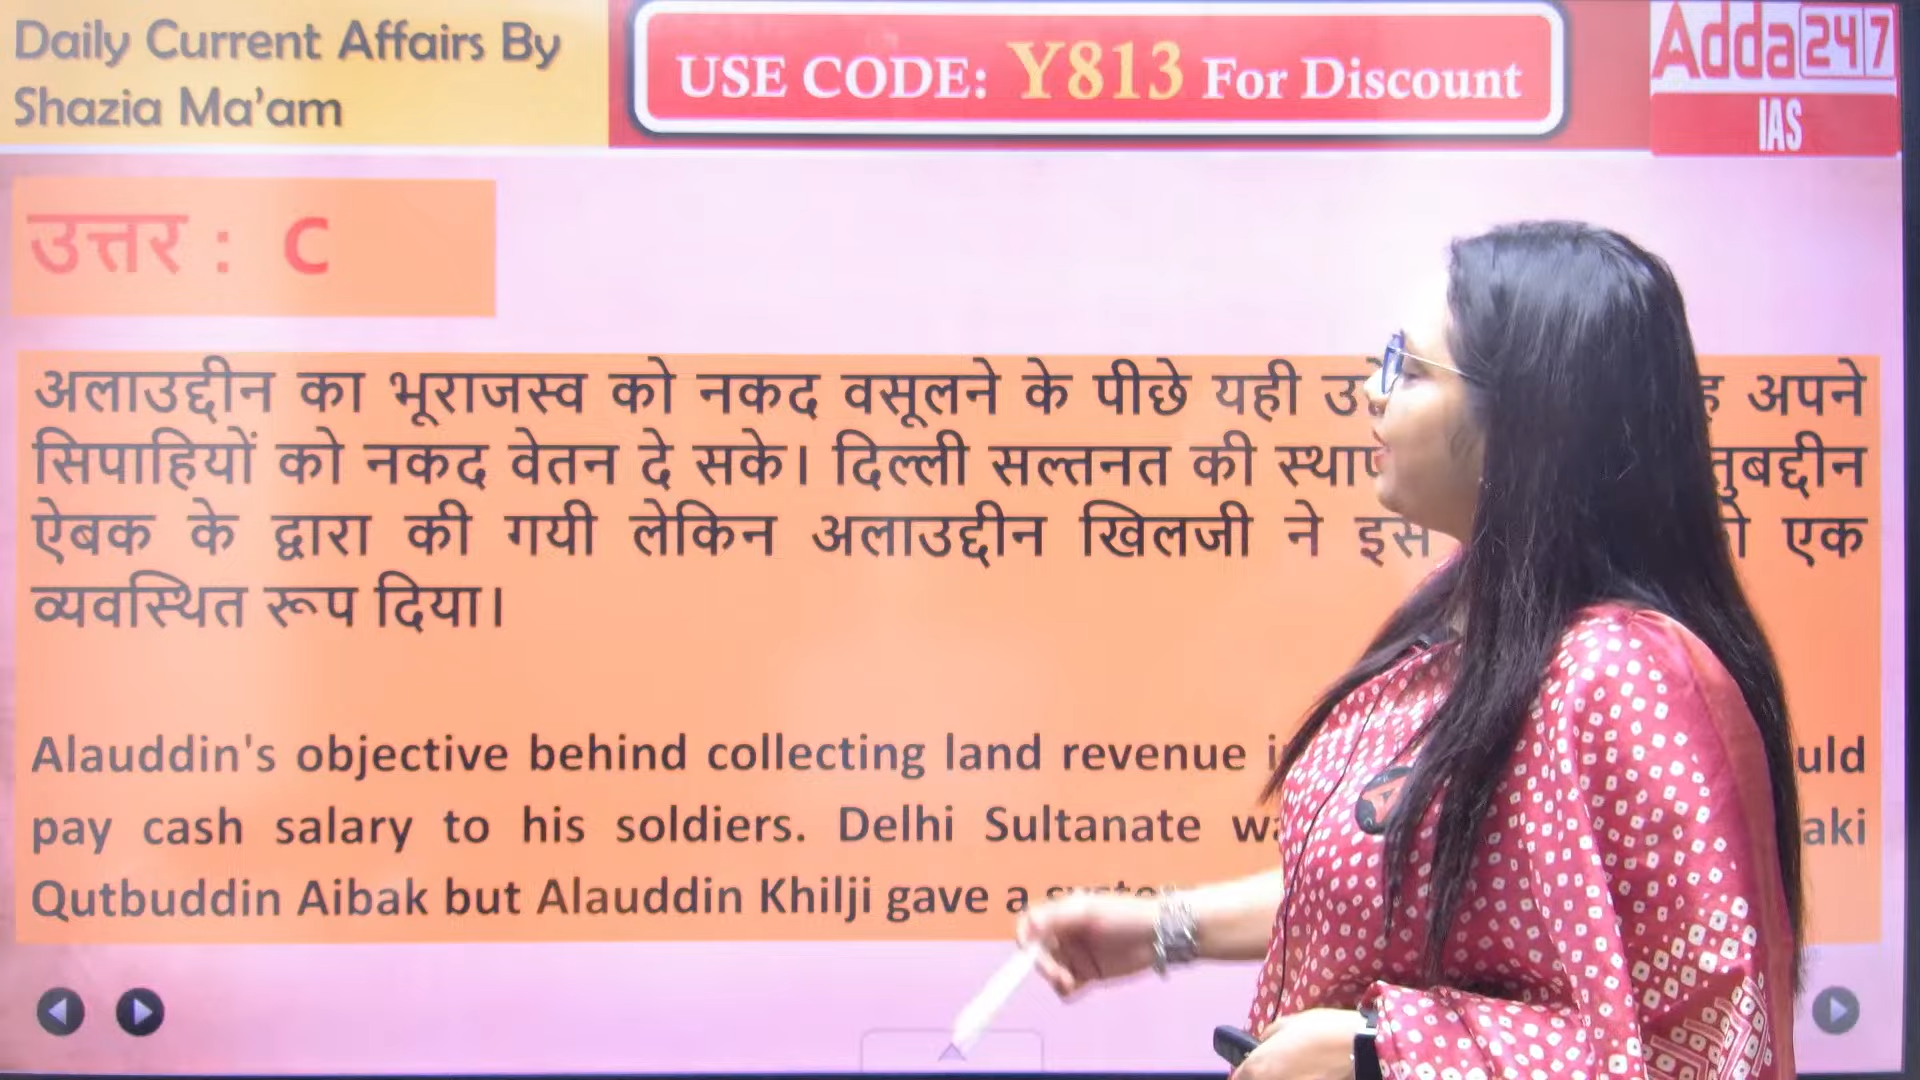 Daily Current Affairs By
Shazia Ma'am
USE CODE: Y813 For Discount
Adda247
IAS
उत्तर : C
अलाउद्दीन का भूराजस्व को नकद वसूलने के पीछे यही अपने
सिपाहियों को नकद वेतन दे सके। दिल्ली सल्तनत की
ऐबक के द्वारा की गयी लेकिन अलाउद्दीन खिलजी ने इस एक
व्यवस्थित रूप दिया।
Alauddin's objective behind collecting land revenue
pay cash salary to his soldiers. Delhi Sultanate
Qutbuddin Aibak but Alauddin Khilji gave a